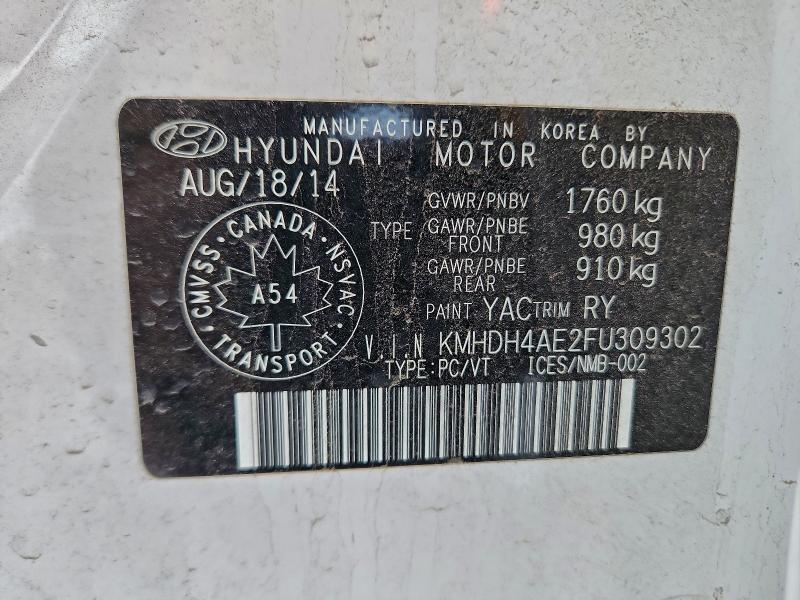 MANUFACTURED IN KOREA BY
HYUNDAI MOTOR COMPANY
AUG/18/14
GVWR/PNBV 1760 kg
TYPE GAWR/PNBE FRONT 980 kg
GAWR/PNBE REAR 910 kg
PAINT YAC TRIM RY
V.I.N KMHDH4AE2FU309302
TYPE:PC/VT ICES/NMB-002
CANADA · NSVAC
CMVSS ·
A54
· TRANSPORT ·